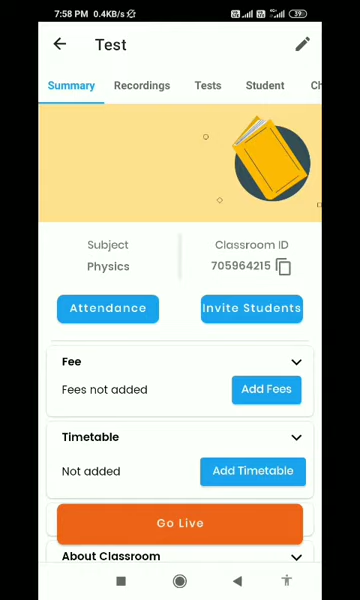 7:58 PM 0.4KB/s
39
Test
Summary Recordings Tests Student Ch
Subject
Physics
Classroom ID
705964215
Attendance
Invite Students
Fee
Fees not added
Add Fees
Timetable
Not added
Add Timetable
Go Live
About Classroom